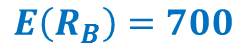 E(R_B) = 700